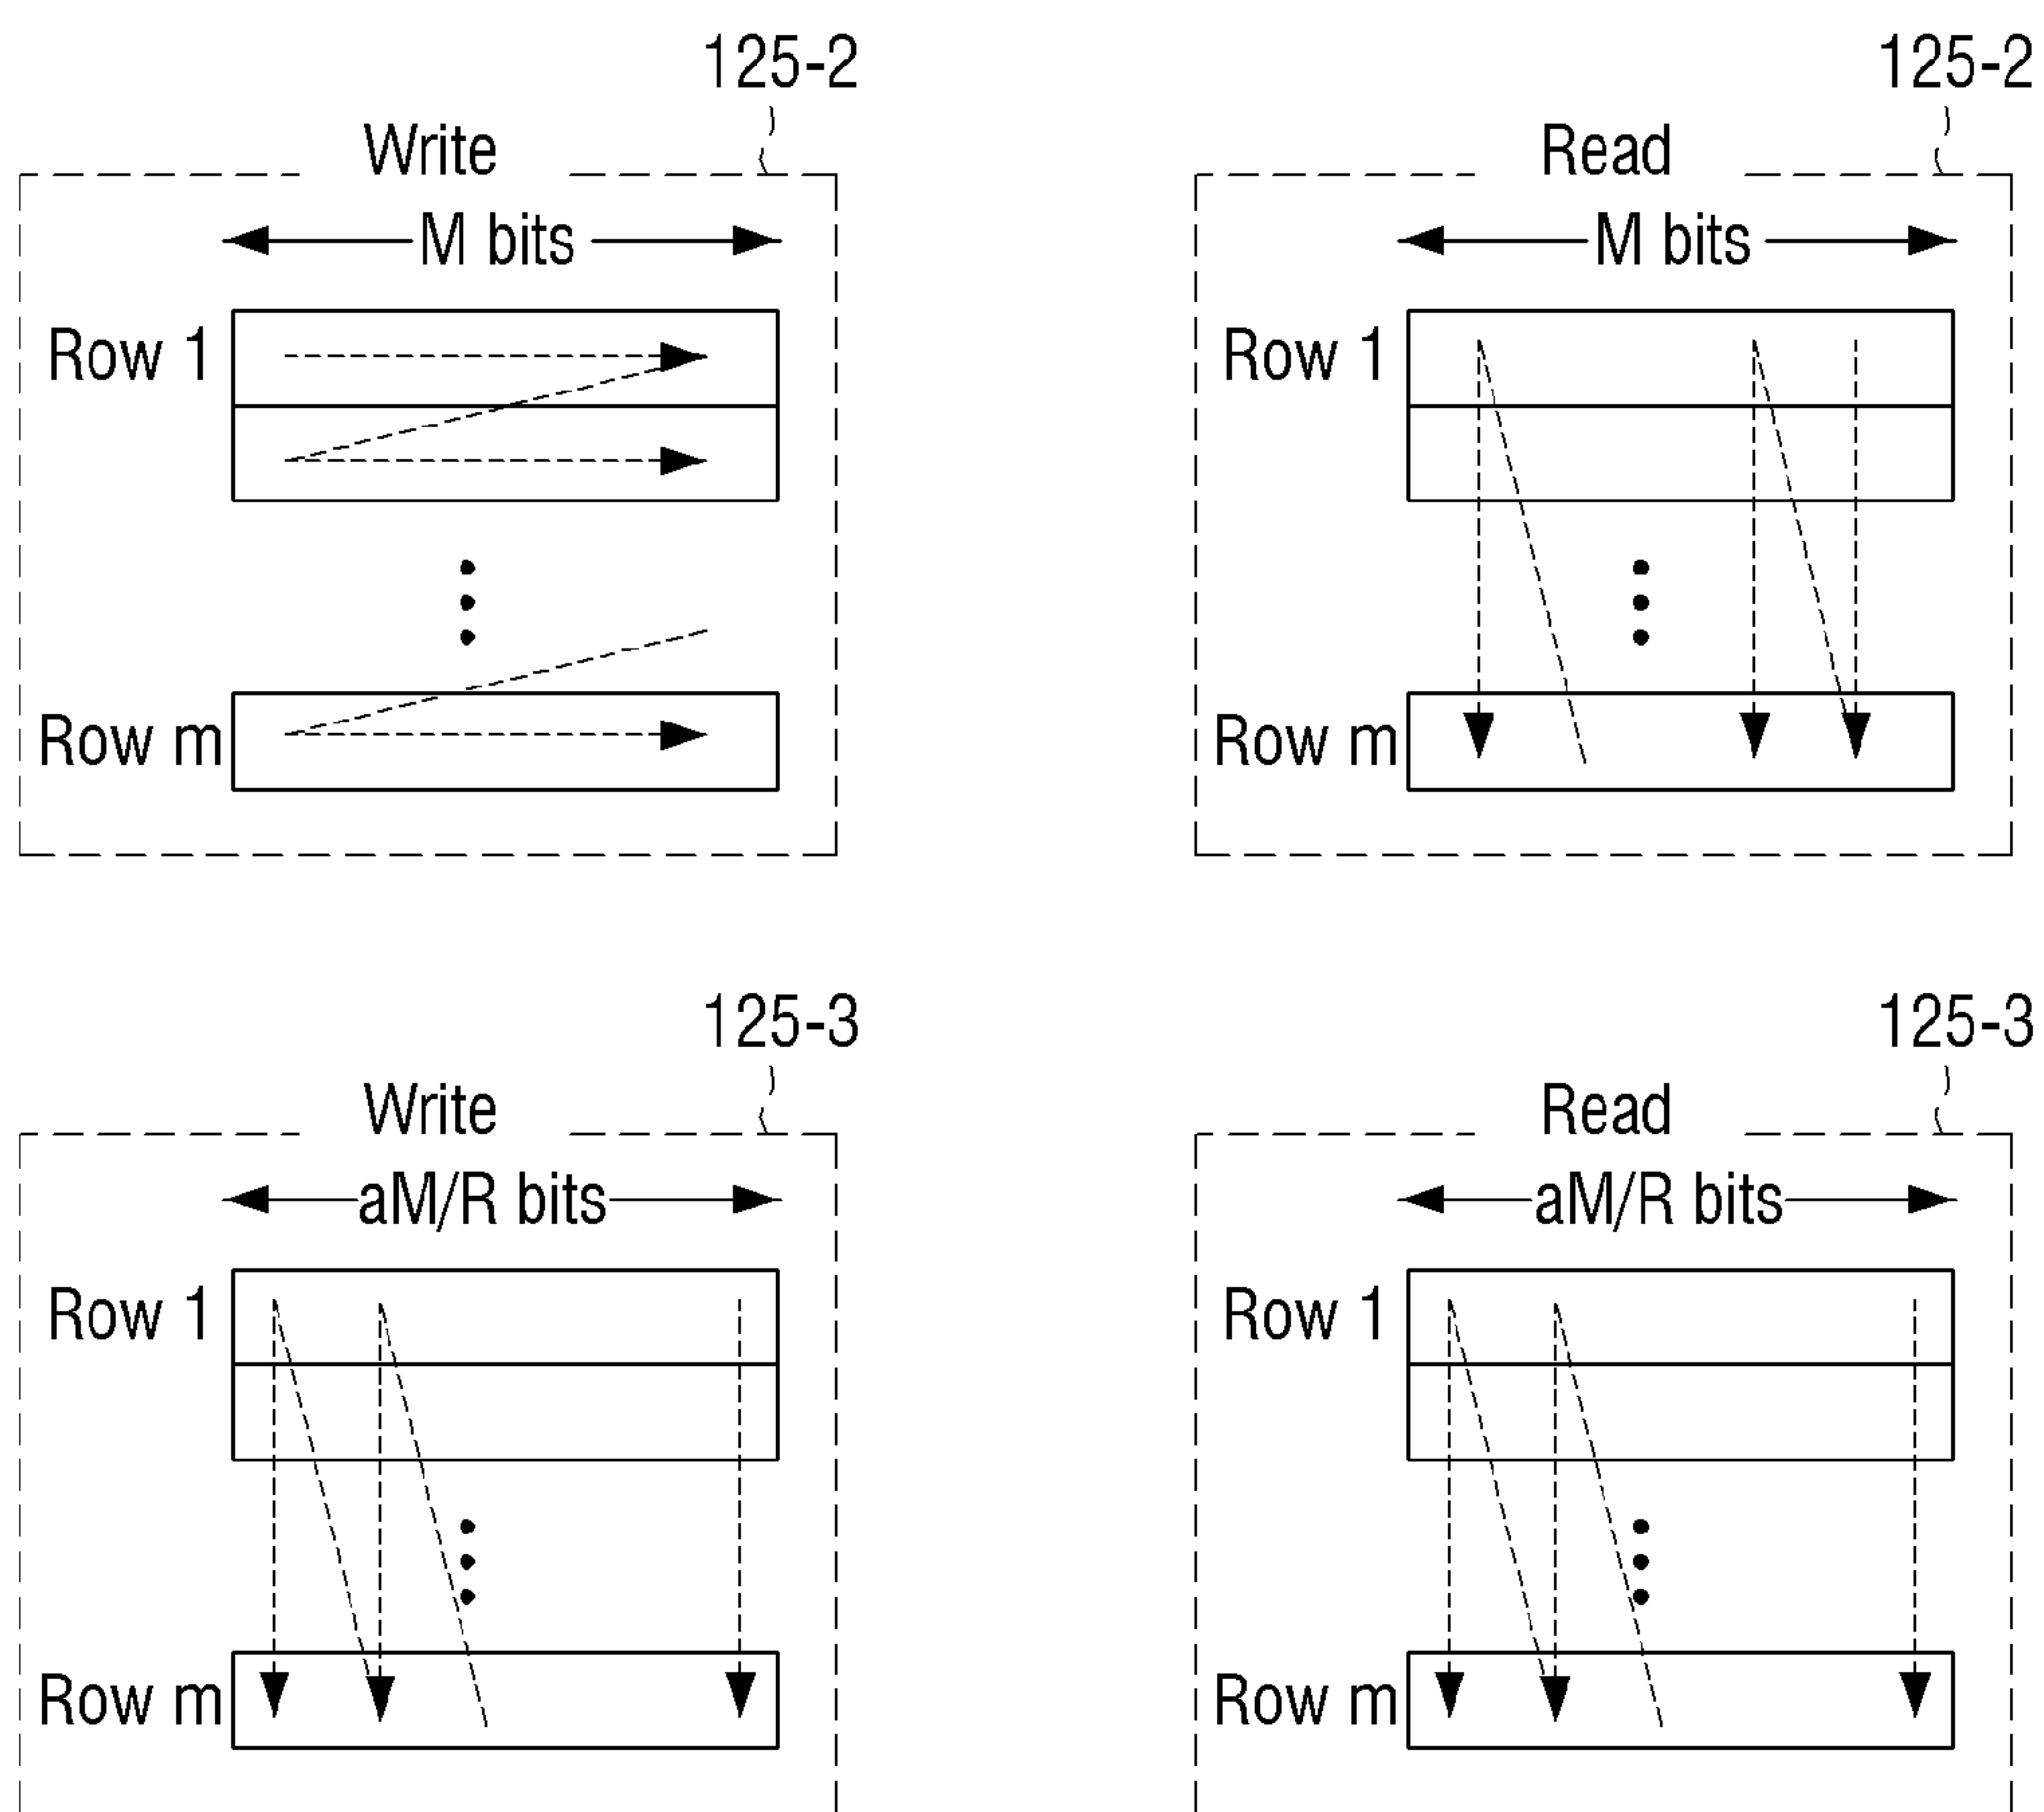 125-2 125-2
Write Read
M bits M bits
Row 1 Row 1
Row m Row m
125-3 125-3
Write Read
aM/R bits aM/R bits
Row 1 Row 1
Row m Row m